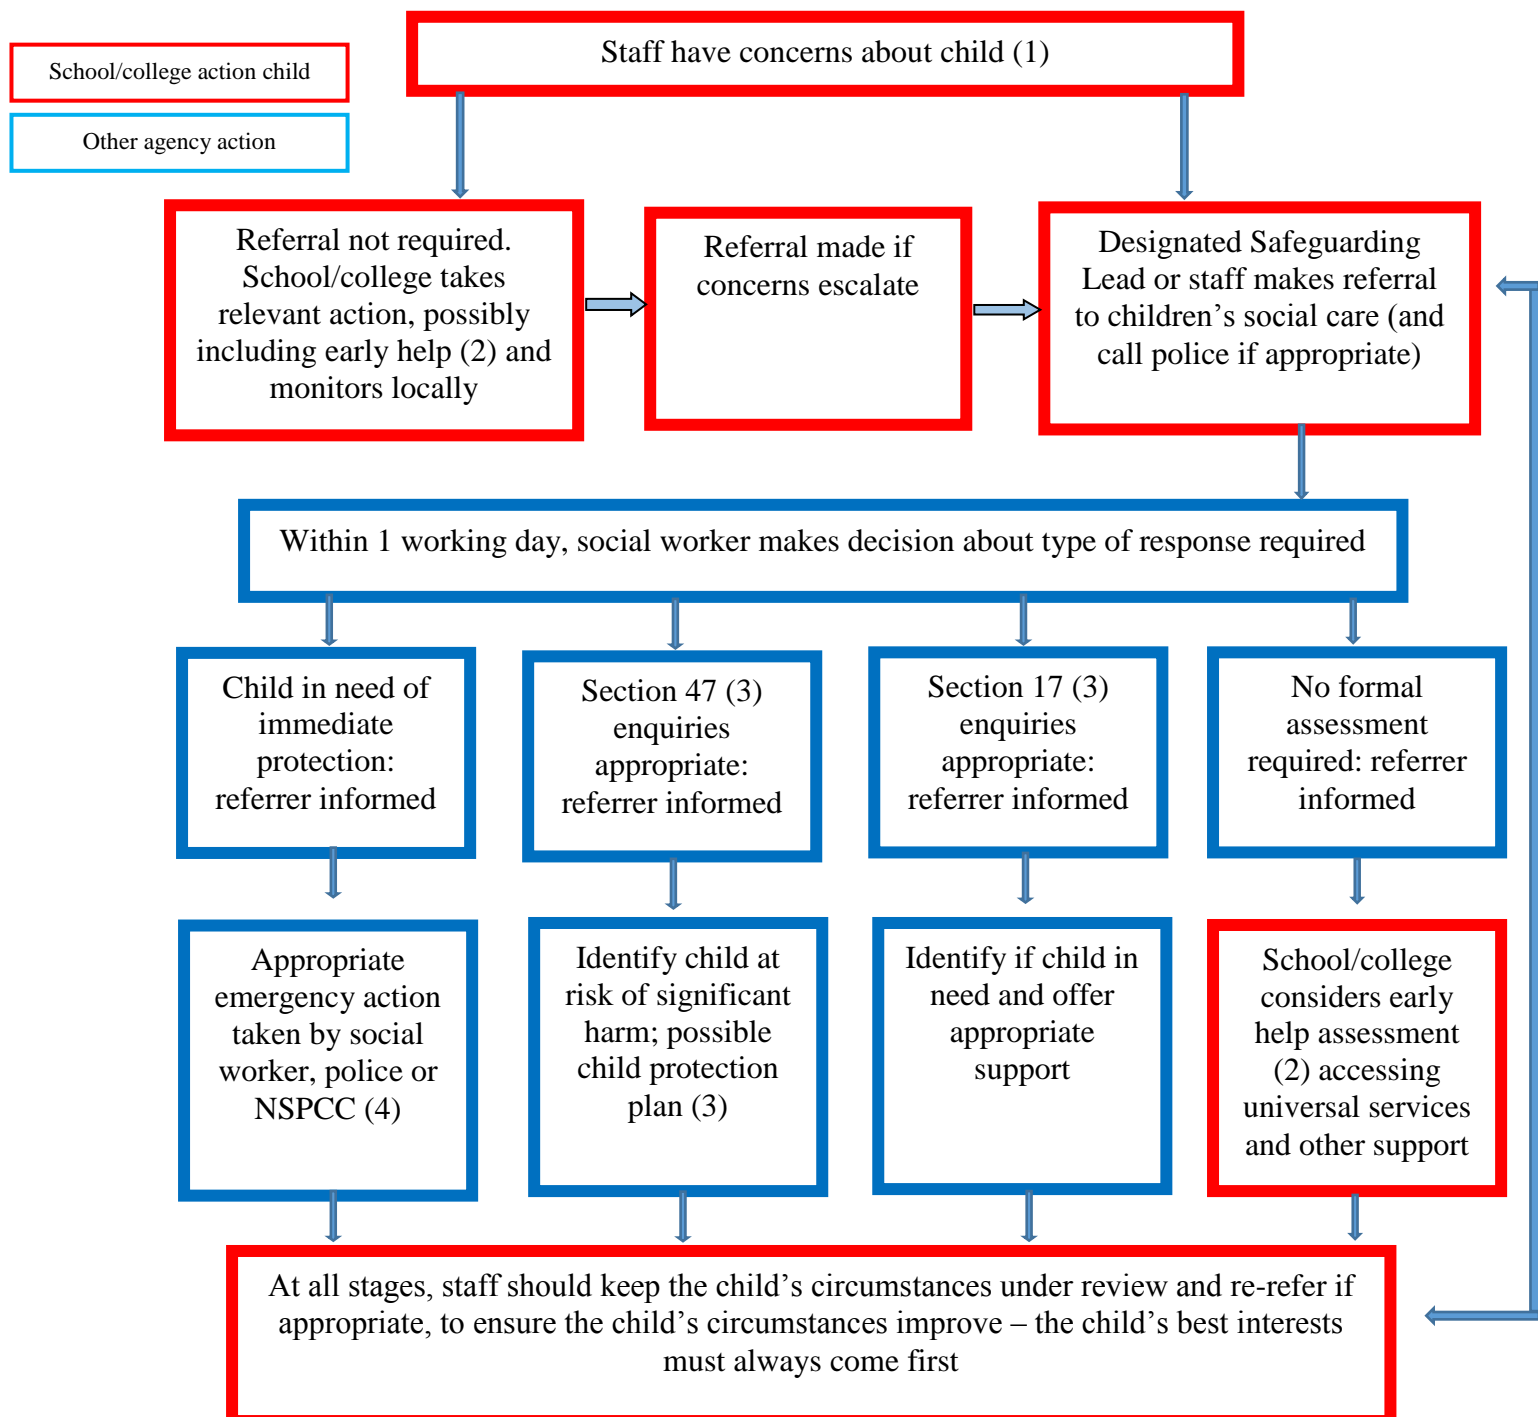 School/college action child
Other agency action
Staff have concerns about child (1)
Referral not required.
School/college takes
relevant action, possibly
including early help (2) and
monitors locally
Referral made if
concerns escalate
Designated Safeguarding
Lead or staff makes referral
to children’s social care (and
call police if appropriate)
Within 1 working day, social worker makes decision about type of response required
Child in need of
immediate
protection:
referrer informed
Section 47 (3)
enquiries
appropriate:
referrer informed
Section 17 (3)
enquiries
appropriate:
referrer informed
No formal
assessment
required: referrer
informed
Appropriate
emergency action
taken by social
worker, police or
NSPCC (4)
Identify child at
risk of significant
harm; possible
child protection
plan (3)
Identify if child in
need and offer
appropriate
support
School/college
considers early
help assessment
(2) accessing
universal services
and other support
At all stages, staff should keep the child’s circumstances under review and re-refer if
appropriate, to ensure the child’s circumstances improve – the child’s best interests
must always come first